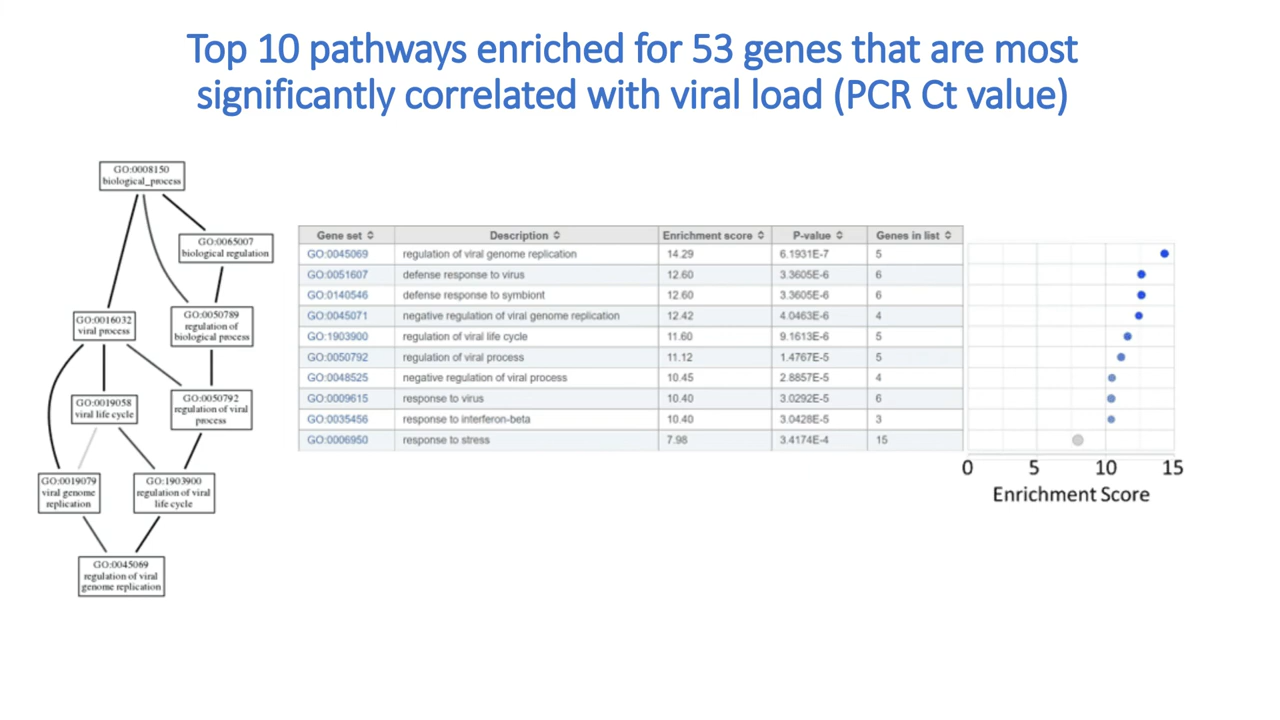 Top 10 pathways enriched for 53 genes that are most
significantly correlated with viral load (PCR Ct value)
GO:0008150
biological_process
GO:0065007
biological regulation
GO:0016032
viral process
GO:0050789
regulation of
biological process
GO:0019058
viral life cycle
GO:0050792
regulation of viral
process
GO:0019079
viral genome
replication
GO:1903900
regulation of viral
life cycle
GO:0045069
regulation of viral
genome replication
Gene set Description Enrichment score P-value Genes in list
GO:0045069 regulation of viral genome replication 14.29 6.1931E-7 5
GO:0051607 defense response to virus 12.60 3.3605E-6 6
GO:0140546 defense response to symbiont 12.60 3.3605E-6 6
GO:0045071 negative regulation of viral genome replication 12.42 4.0463E-6 4
GO:1903900 regulation of viral life cycle 11.60 9.1613E-6 5
GO:0050792 regulation of viral process 11.12 1.4767E-5 5
GO:0048525 negative regulation of viral process 10.45 2.8857E-5 4
GO:0009615 response to virus 10.40 3.0292E-5 6
GO:0035456 response to interferon-beta 10.40 3.0428E-5 3
GO:0006950 response to stress 7.98 3.4174E-4 15
0 5 10 15
Enrichment Score